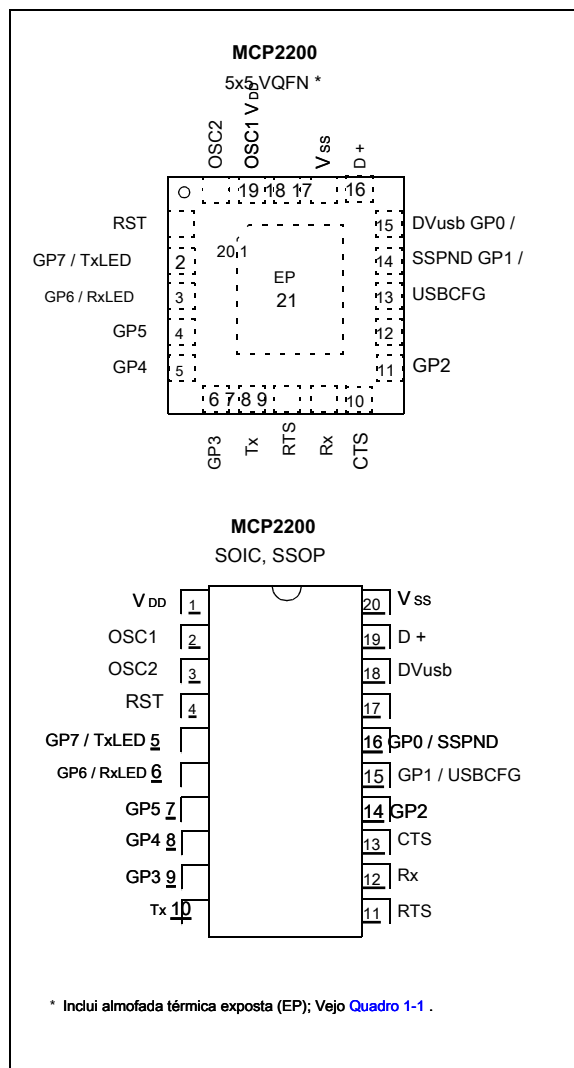 MCP2200
5x5 VQFN *
OSC2
OSC1 VDD
Vss
D +
19 18 17
16
RST
GP7 / TxLED
2
GP6 / RxLED
3
GP5
4
GP4
5
20 1
EP
21
15
DVusb GP0 /
14
SSPND GP1 /
13
USBCFG
12
11
GP2
6 7 8 9
10
GP3
Tx
RTS
Rx
CTS
MCP2200
SOIC, SSOP
VDD 1
20 Vss
OSC1 2
19 D +
OSC2 3
18 DVusb
RST 4
17
GP7 / TxLED 5
16 GP0 / SSPND
GP6 / RxLED 6
15 GP1 / USBCFG
GP5 7
14 GP2
GP4 8
13 CTS
GP3 9
12 Rx
Tx 10
11 RTS
* Inclui almofada térmica exposta (EP); Vejo Quadro 1-1 .